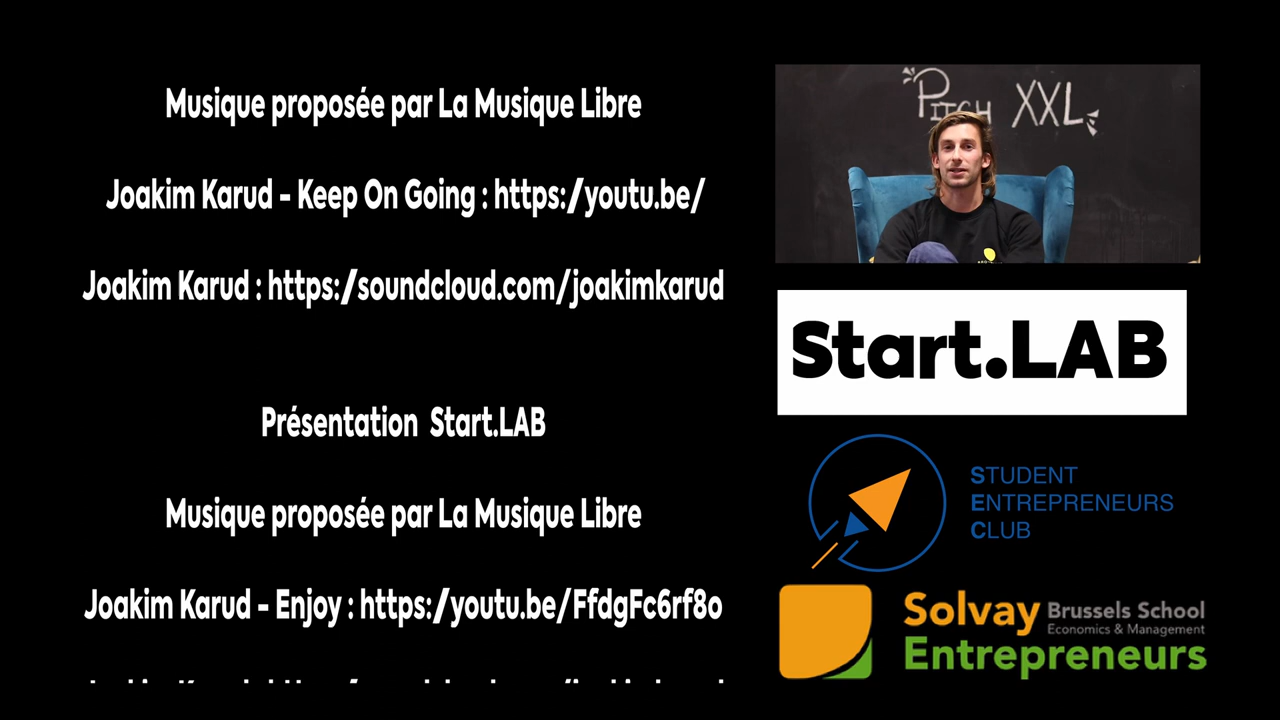 Musique proposée par La Musique Libre
Joakim Karud - Keep On Going : https://youtu.be/
Joakim Karud : https://soundcloud.com/joakimkarud
Présentation Start.LAB
Musique proposée par La Musique Libre
Joakim Karud - Enjoy : https://youtu.be/FfdgFc6rf8o
PITCH XXL
Start.LAB
STUDENT
ENTREPRENEURS
CLUB
Solvay Brussels School
Economics & Management
Entrepreneurs